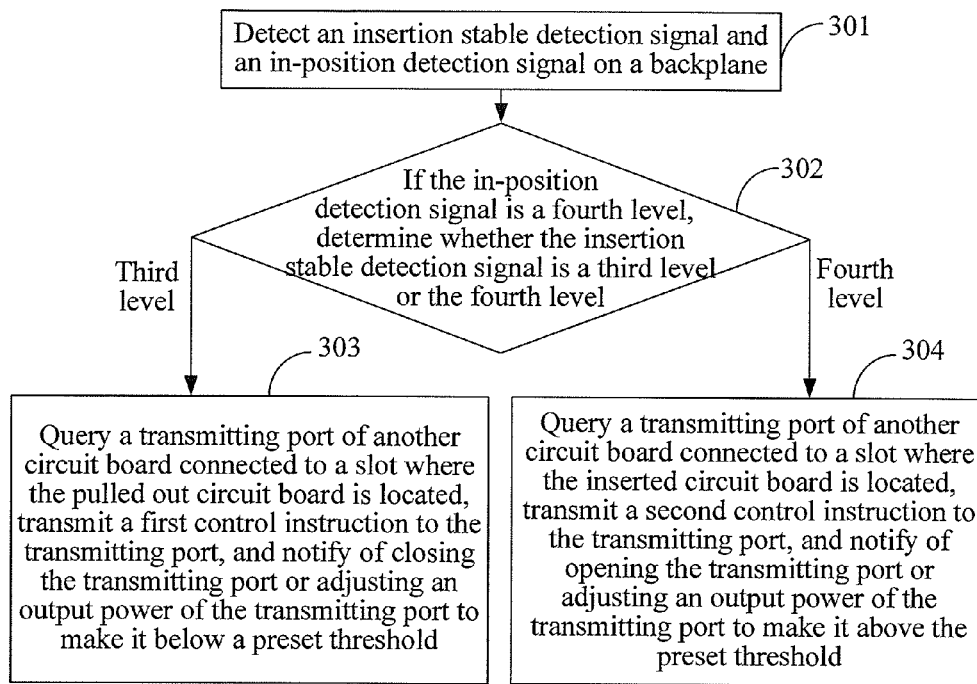 Detect an insertion stable detection signal and
an in-position detection signal on a backplane
301
If the in-position
detection signal is a fourth level,
determine whether the insertion
stable detection signal is a third level
or the fourth level
302
Third
level
Fourth
level
303
Query a transmitting port of another
circuit board connected to a slot where
the pulled out circuit board is located,
transmit a first control instruction to the
transmitting port, and notify of closing
the transmitting port or adjusting an
output power of the transmitting port to
make it below a preset threshold
304
Query a transmitting port of another
circuit board connected to a slot where
the inserted circuit board is located,
transmit a second control instruction to
the transmitting port, and notify of
opening the transmitting port or
adjusting an output power of the
transmitting port to make it above the
preset threshold